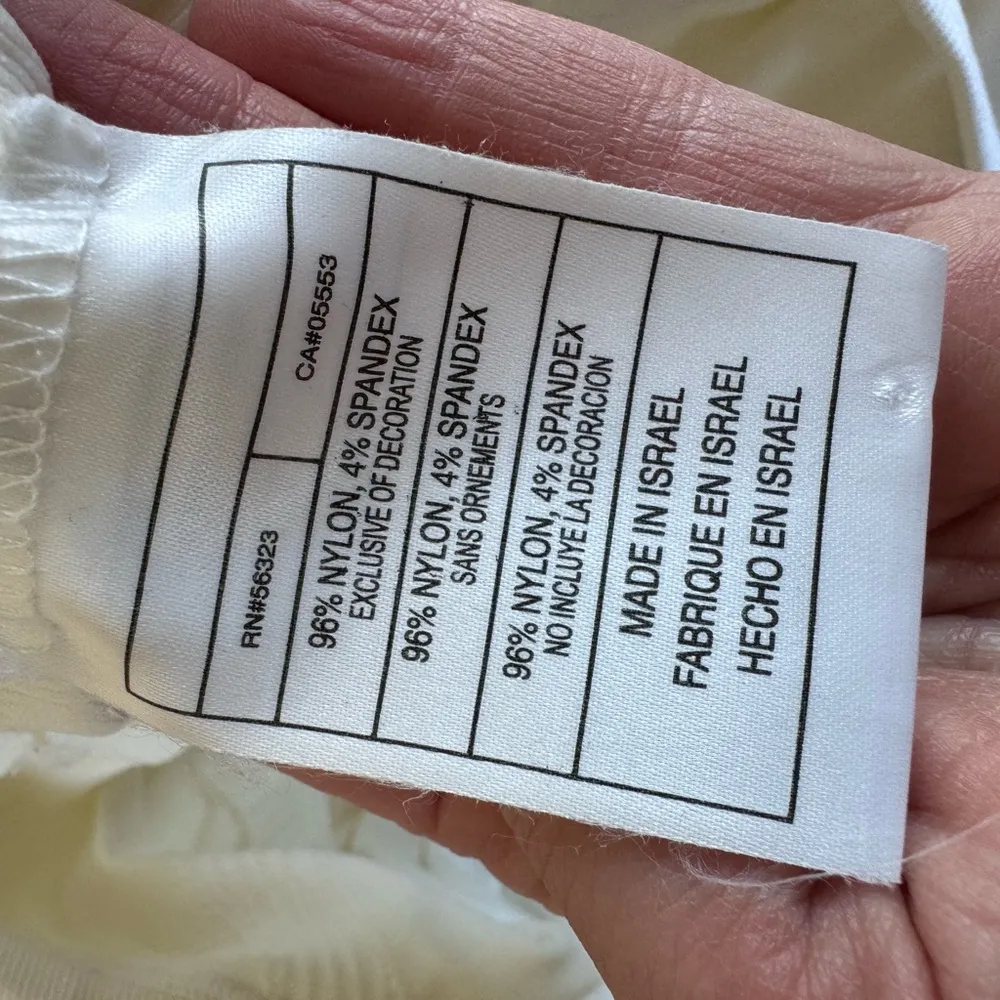 RN#56323
CA#05553
96% NYLON, 4% SPANDEX
EXCLUSIVE OF DECORATION
96% NYLON, 4% SPANDEX
SANS ORNEMENTS
96% NYLON, 4% SPANDEX
NO INCLUYE LA DECORACION
MADE IN ISRAEL
FABRIQUE EN ISRAEL
HECHO EN ISRAEL